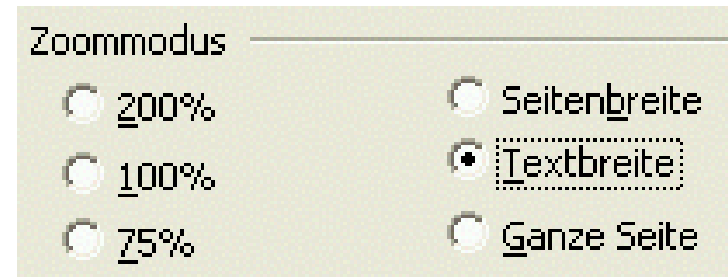 Zoommodus
200%
100%
75%
Seitenbreite
Textbreite
Ganze Seite